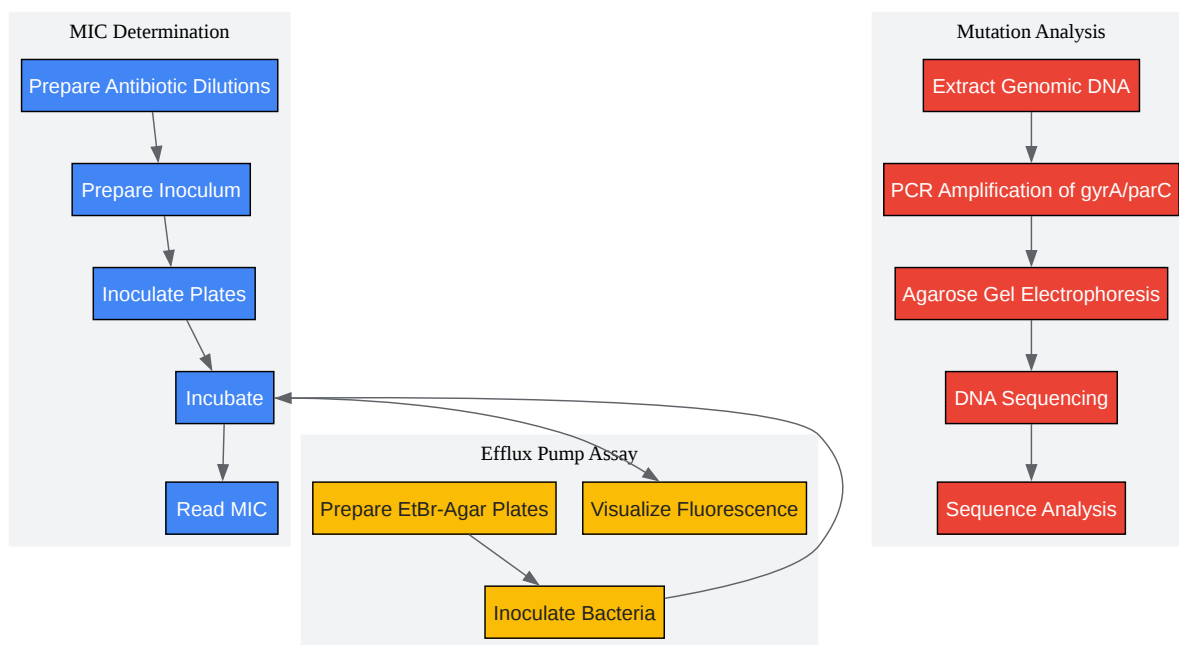 MIC Determination
Prepare Antibiotic Dilutions
Prepare Inoculum
Inoculate Plates
Incubate
Read MIC
Efflux Pump Assay
Prepare EtBr-Agar Plates
Visualize Fluorescence
Inoculate Bacteria
Mutation Analysis
Extract Genomic DNA
PCR Amplification of gyrA/parC
Agarose Gel Electrophoresis
DNA Sequencing
Sequence Analysis